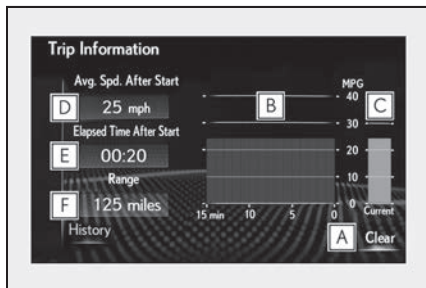 Trip Information
Avg. Spd. After Start
D 25 mph
Elapsed Time After Start
E 00:20
Range
F 125 miles
History
B
MPG
C
40
30
20
10
0
15 min 10 5 0 Current
A Clear